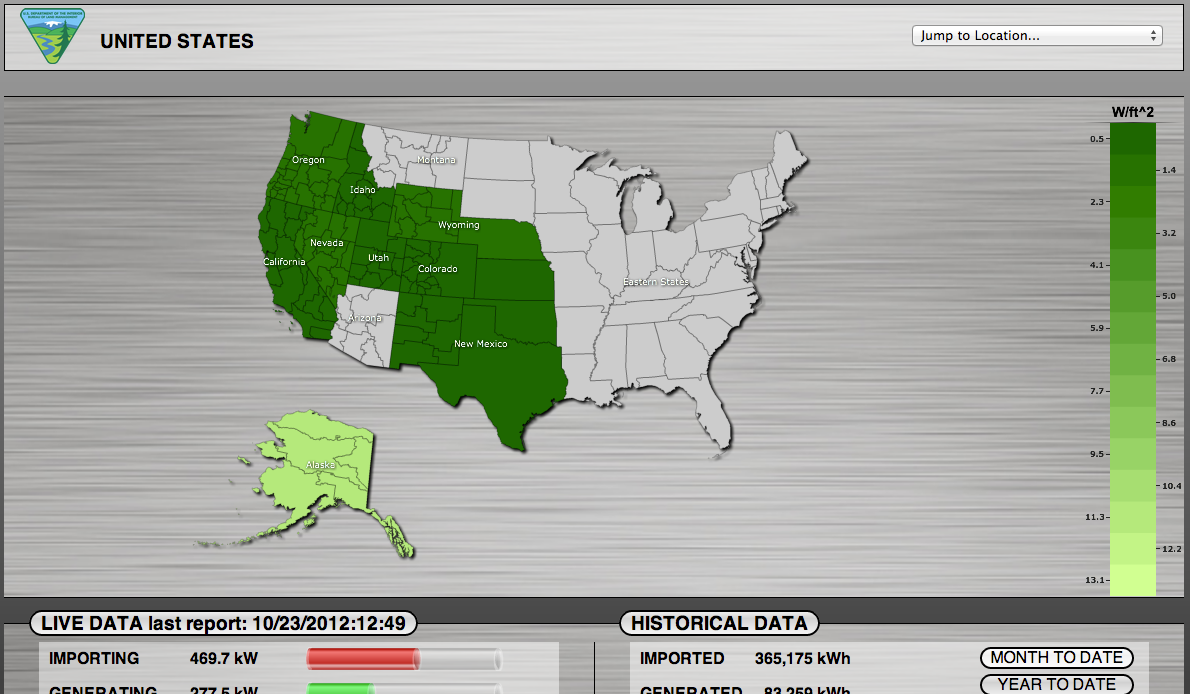 U.S. DEPARTMENT OF THE INTERIOR
BUREAU OF LAND MANAGEMENT
UNITED STATES
Jump to Location...
W/ft^2
0.5
1.4
2.3
3.2
4.1
5.0
5.9
6.8
7.7
8.6
9.5
10.4
11.3
12.2
13.1
Oregon
Montana
Idaho
Wyoming
Nevada
Utah
California
Colorado
Eastern States
Arizona
New Mexico
Alaska
LIVE DATA last report: 10/23/2012:12:49
IMPORTING 469.7 kW
GENERATING 277.5 kW
HISTORICAL DATA
IMPORTED 365,175 kWh
MONTH TO DATE
GENERATED 83,259 kWh
YEAR TO DATE